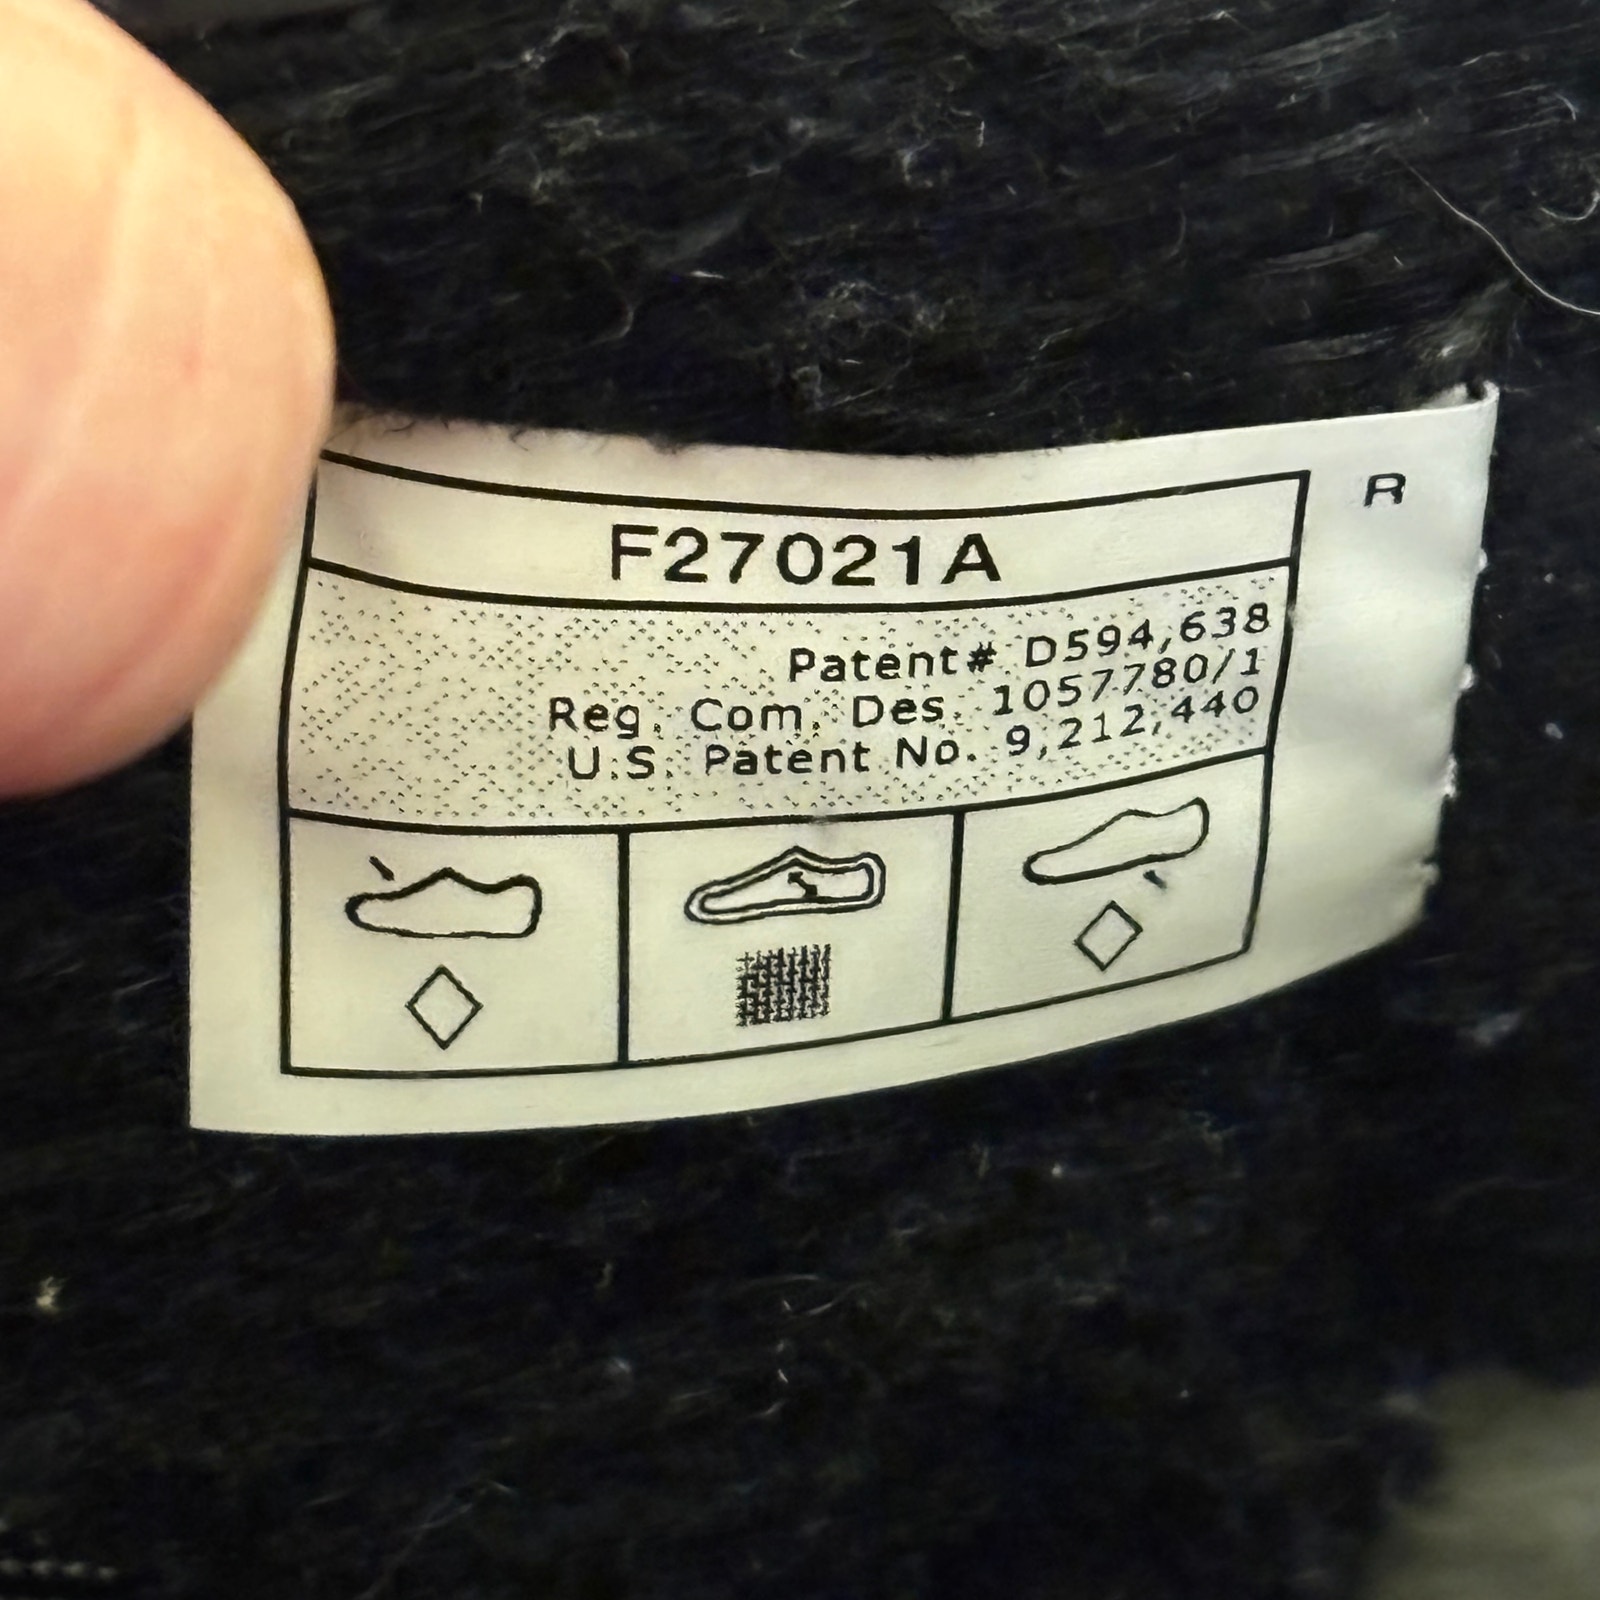 R
F27021A
Patent# D594,638
Reg. Com. Des. 1057780/1
U.S. Patent No. 9,212,440